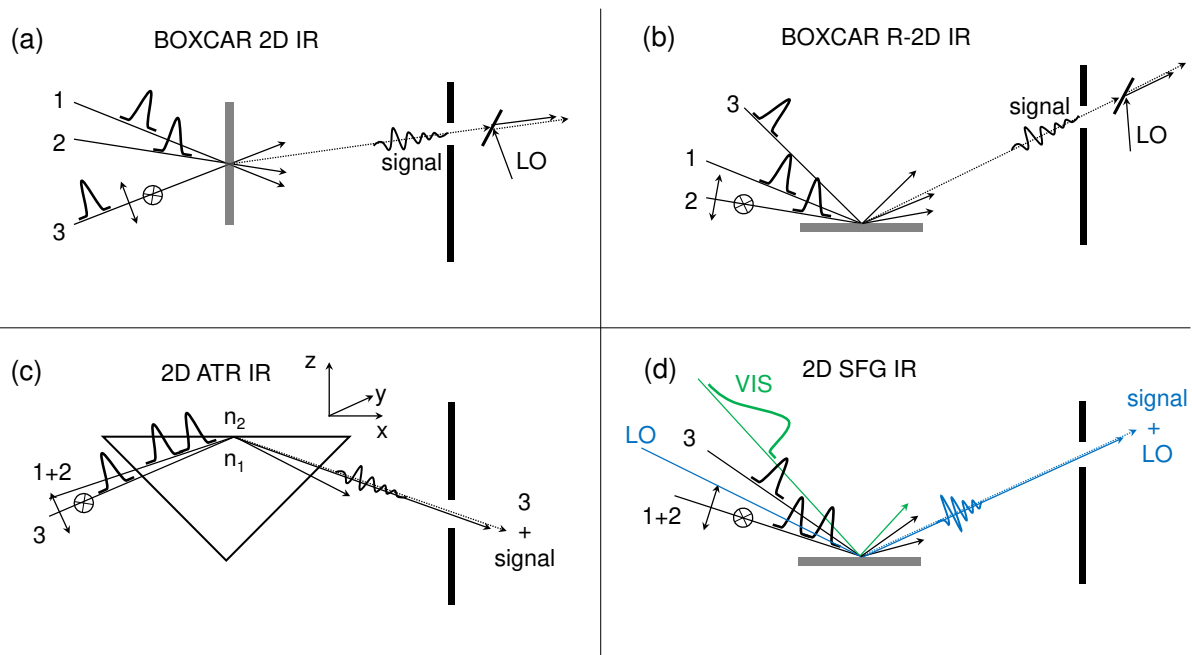 (a)
BOXCAR 2D IR
1
2
3
signal
LO
(b)
BOXCAR R-2D IR
3
1
2
signal
LO
(c)
2D ATR IR
z
y
x
n2
n1
1+2
3
3
+
signal
(d)
2D SFG IR
VIS
LO
3
1+2
signal
+
LO